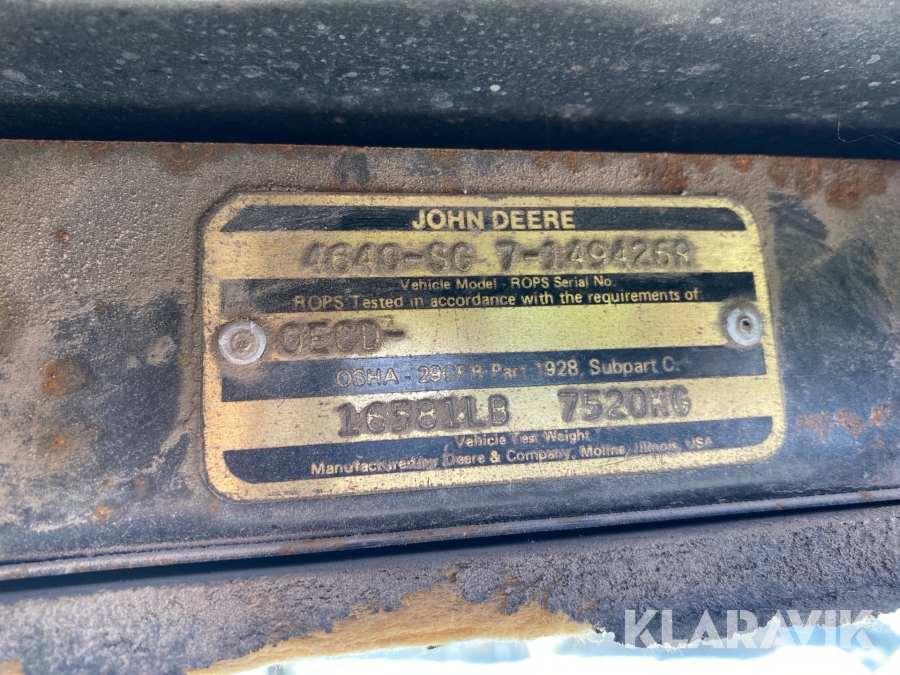 JOHN DEERE
4640-SG 7-149426R
Vehicle Model - ROPS Serial No.
ROPS Tested in accordance with the requirements of
OECD-
OSHA - 29CFR Part 1928, Subpart C.
16581LB 7520KG
Vehicle Test Weight
Manufactured by Deere & Company, Moline, Illinois, USA
KLARAVIK